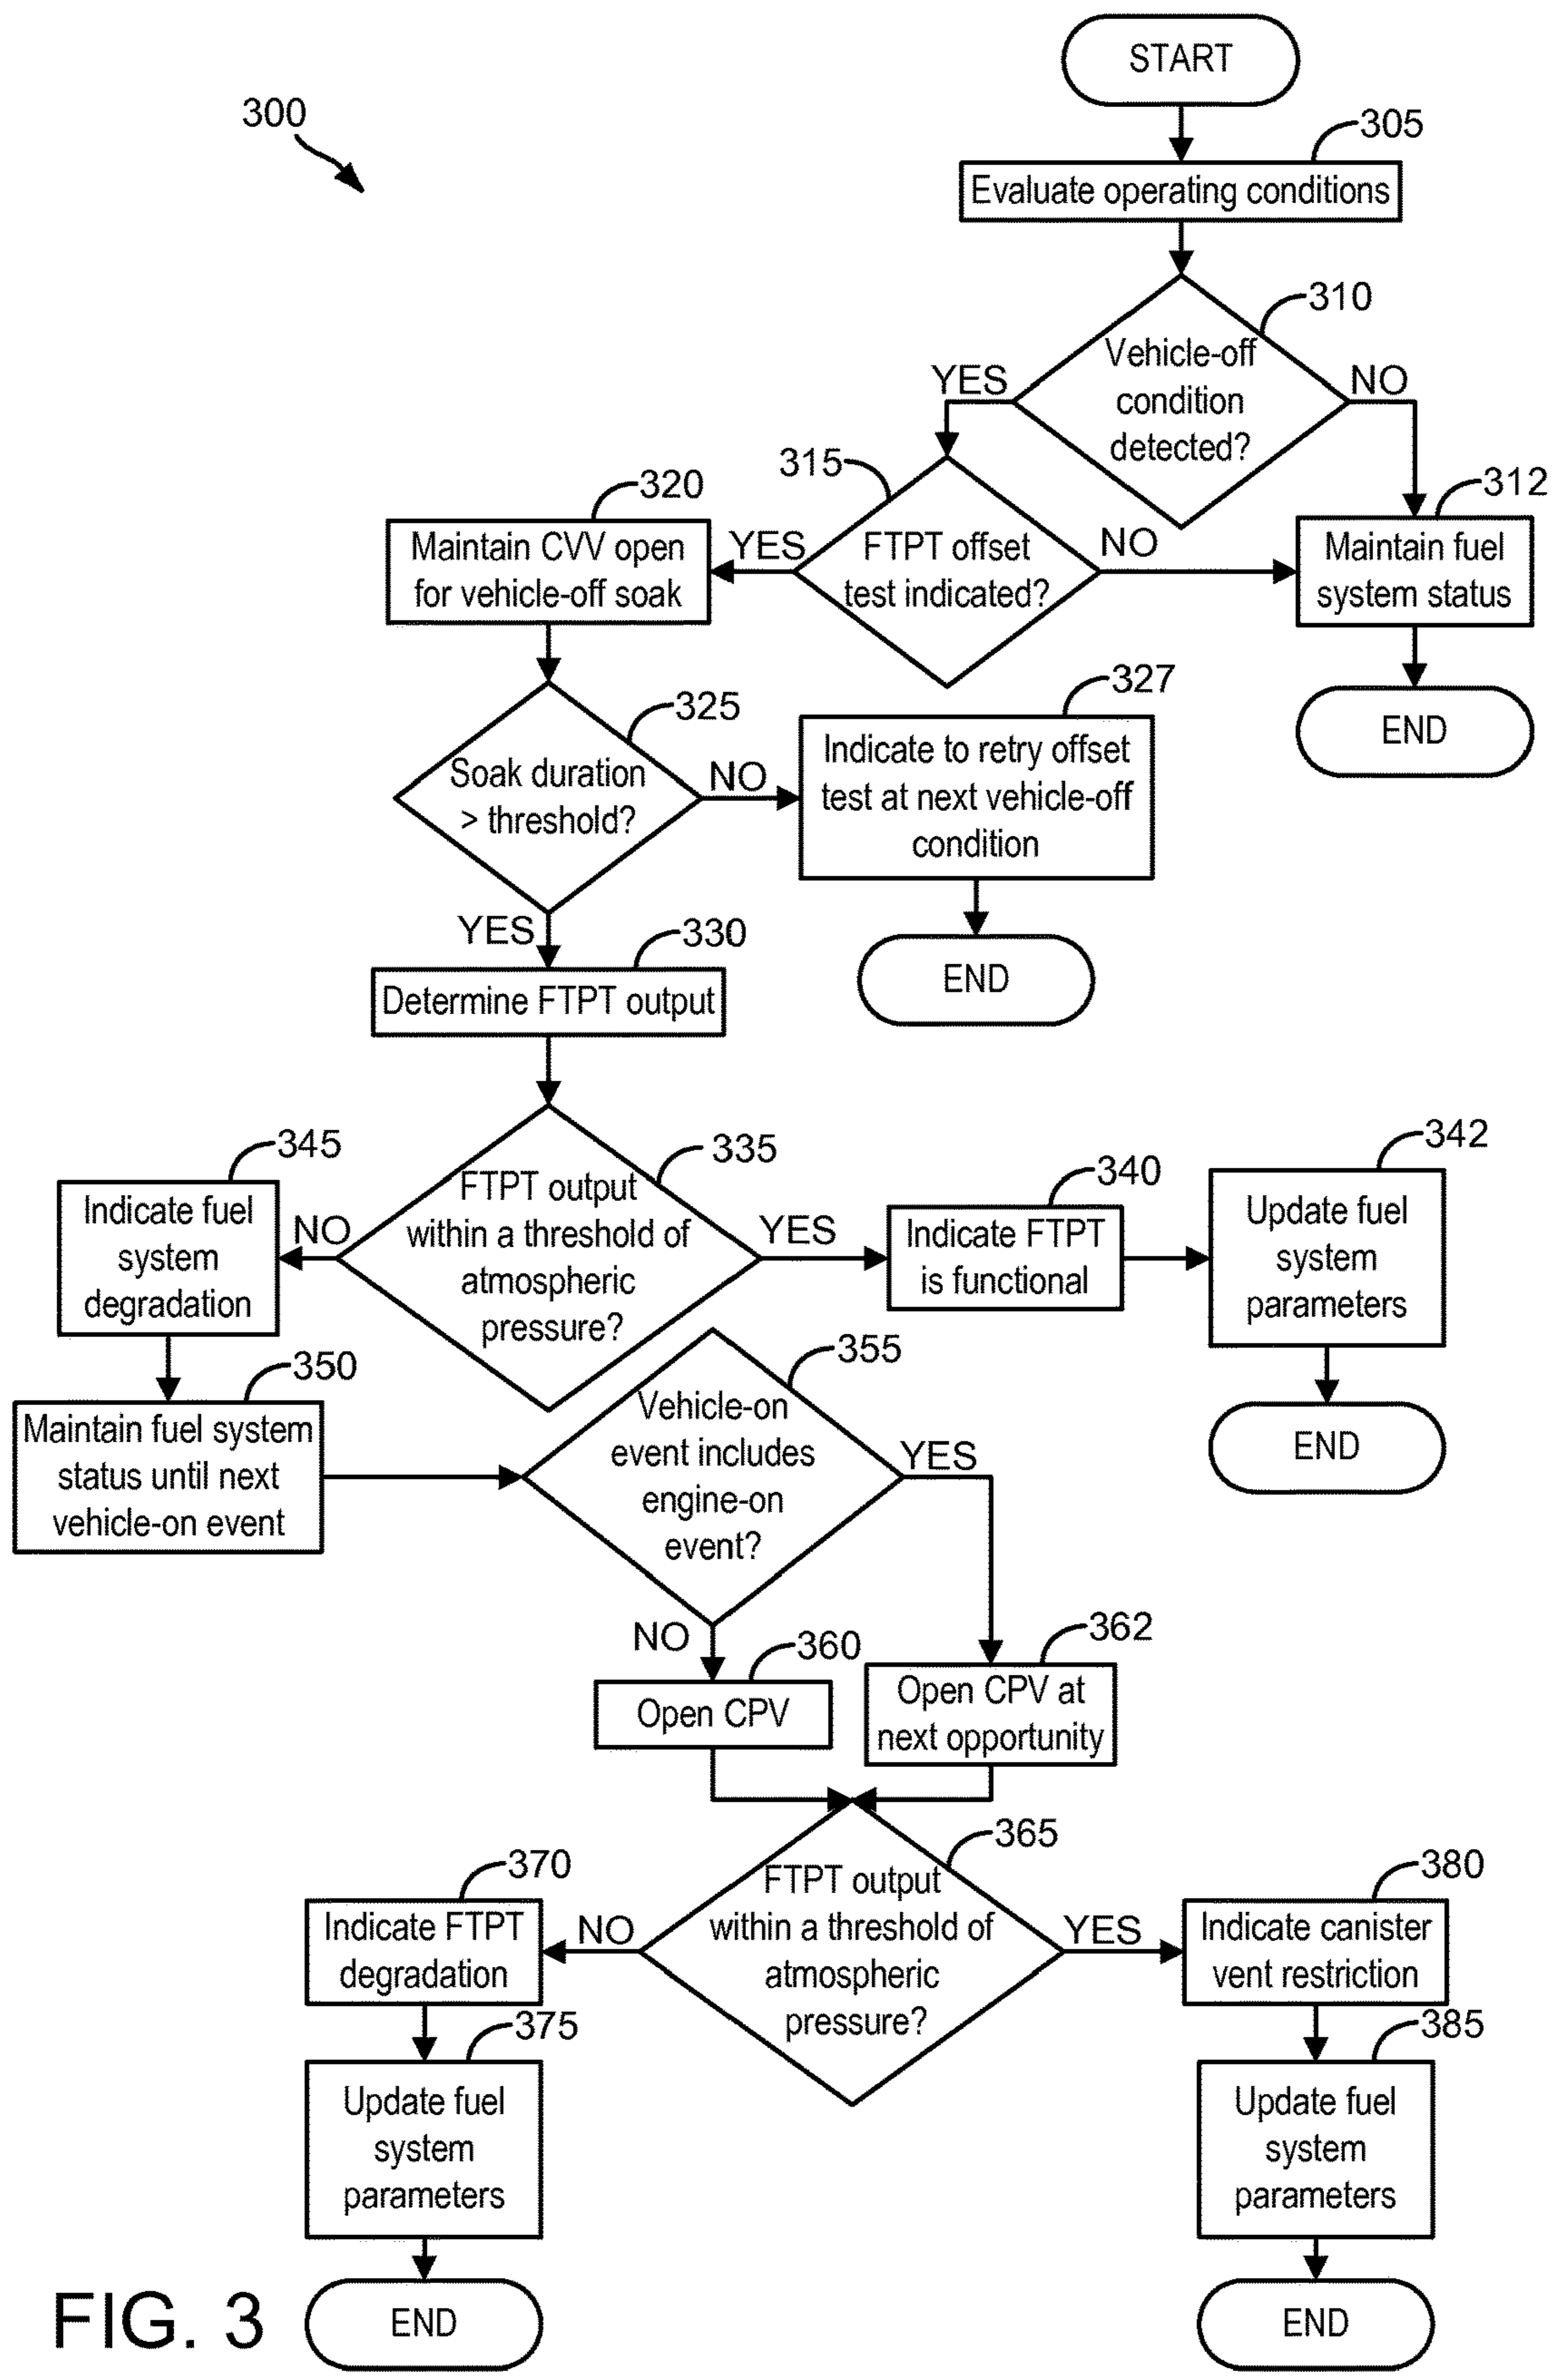 START
300
305
Evaluate operating conditions
310
Vehicle-off
condition
detected?
YES
NO
315
FTPT offset
test indicated?
YES
NO
312
Maintain fuel
system status
END
320
Maintain CVV open
for vehicle-off soak
325
Soak duration
> threshold?
NO
YES
327
Indicate to retry offset
test at next vehicle-off
condition
END
330
Determine FTPT output
335
FTPT output
within a threshold of
atmospheric
pressure?
NO
YES
340
Indicate FTPT
is functional
342
Update fuel
system
parameters
END
345
Indicate fuel
system
degradation
350
Maintain fuel system
status until next
vehicle-on event
355
Vehicle-on
event includes
engine-on
event?
YES
NO
360
Open CPV
362
Open CPV at
next opportunity
365
FTPT output
within a threshold of
atmospheric
pressure?
NO
YES
370
Indicate FTPT
degradation
375
Update fuel
system
parameters
END
380
Indicate canister
vent restriction
385
Update fuel
system
parameters
END
FIG. 3